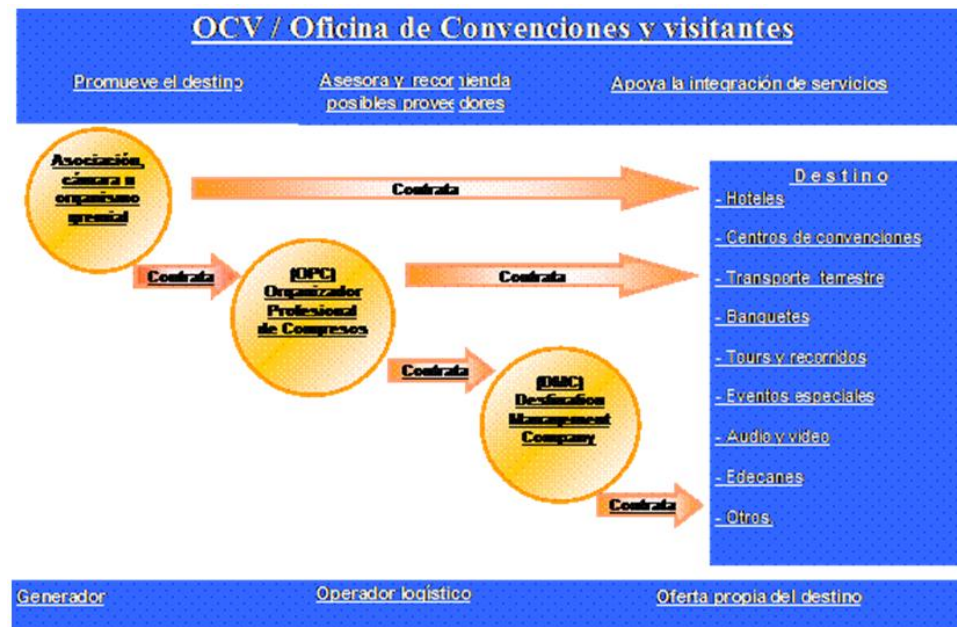 OCV / Oficina de Convenciones y visitantes
Promueve el destino
Asesora y recomienda
posibles proveedores
Apoya la integración de servicios
Asociación,
cámara u
organismo
gremial
Contrata
Contrata
(OPC)
Organizador
Profesional
de Congresos
Contrata
Contrata
(DMC)
Destination
Management
Company
Contrata
Destino
- Hoteles
- Centros de convenciones
- Transporte terrestre
- Banquetes
- Tours y recorridos
- Eventos especiales
- Audio y video
- Edecanes
- Otros.
Generador
Operador logístico
Oferta propia del destino